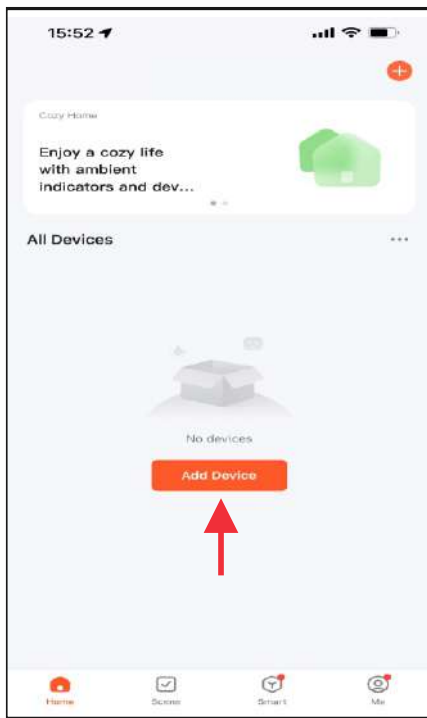 15:52
Cozy Home
Enjoy a cozy life
with ambient
indicators and dev...
All Devices
No devices
Add Device
Home
Scene
Smart
Me